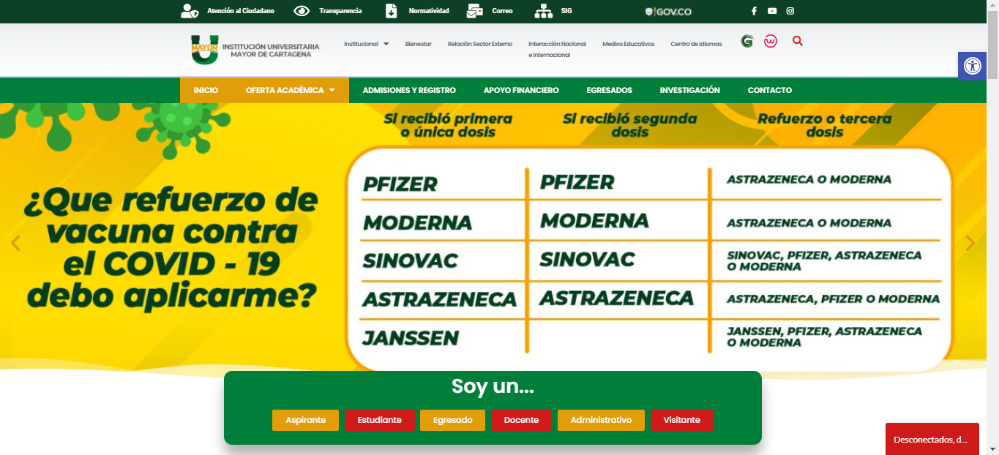 Atención al Ciudadano Transparencia Normatividad Correo SIG GOV.CO
MAYOR
INSTITUCIÓN UNIVERSITARIA
MAYOR DE CARTAGENA
Institucional Bienestar Relación Sector Externo Interacción Nacional
e Internacional
Medios Educativos Centro de Idiomas
INICIO OFERTA ACADÉMICA ADMISIONES Y REGISTRO APOYO FINANCIERO EGRESADOS INVESTIGACIÓN CONTACTO
¿Que refuerzo de
vacuna contra
el COVID - 19
debo aplicarme?
Si recibió primera
o única dosis
Si recibió segunda
dosis
Refuerzo o tercera
dosis
PFIZER PFIZER ASTRAZENECA O MODERNA
MODERNA MODERNA ASTRAZENECA O MODERNA
SINOVAC SINOVAC SINOVAC, PFIZER, ASTRAZENECA
O MODERNA
ASTRAZENECA ASTRAZENECA ASTRAZENECA, PFIZER O MODERNA
JANSSEN JANSSEN, PFIZER, ASTRAZENECA
O MODERNA
Soy un...
Aspirante Estudiante Egresado Docente Administrativo Visitante
Desconectados, d...